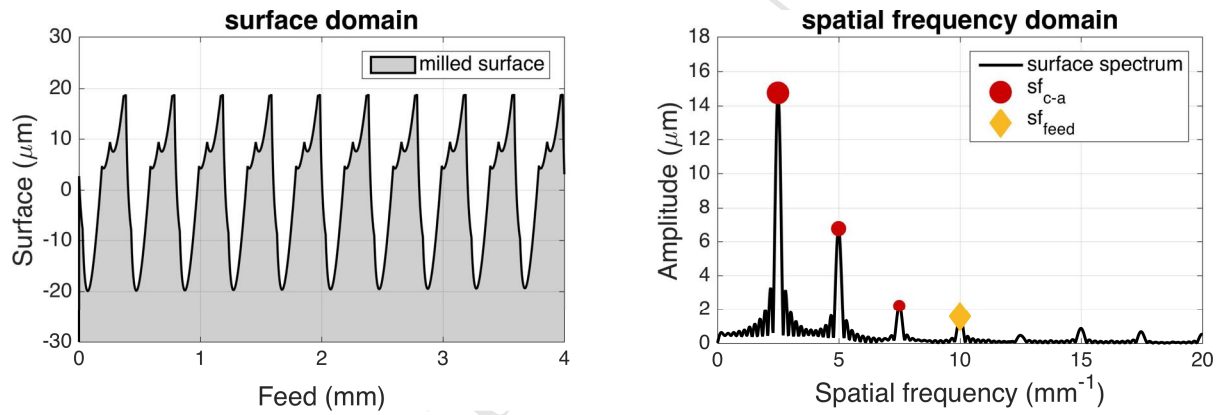 surface domain
30
20
10
0
-10
-20
-30
Surface (μm)
milled surface
0
1
2
3
4
Feed (mm)
spatial frequency domain
18
16
14
12
10
8
6
4
2
0
Amplitude (μm)
surface spectrum
sf_c-a
sf_feed
0
5
10
15
20
Spatial frequency (mm⁻¹)